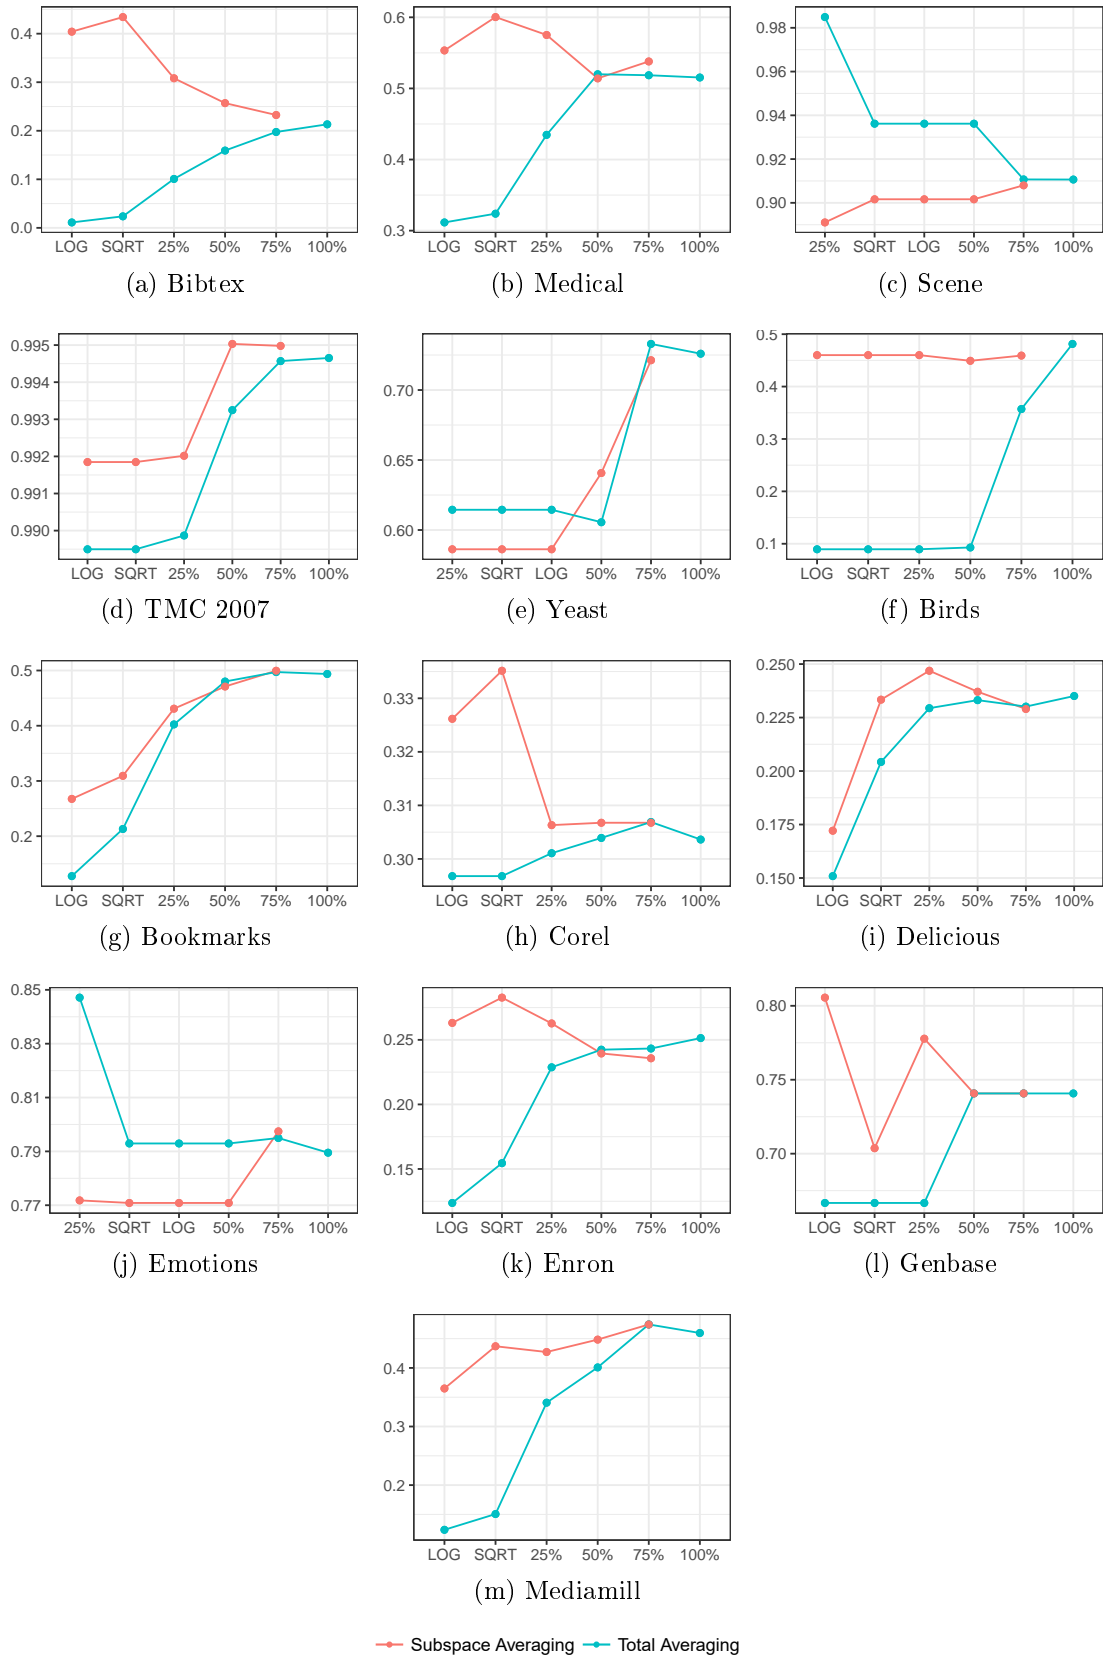 0.4
0.3
0.2
0.1
0.0
LOG SQRT 25% 50% 75% 100%
(a) Bibtex
0.6
0.5
0.4
0.3
LOG SQRT 25% 50% 75% 100%
(b) Medical
0.98
0.96
0.94
0.92
0.90
25% SQRT LOG 50% 75% 100%
(c) Scene
0.995
0.994
0.993
0.992
0.991
0.990
LOG SQRT 25% 50% 75% 100%
(d) TMC 2007
0.70
0.65
0.60
25% SQRT LOG 50% 75% 100%
(e) Yeast
0.5
0.4
0.3
0.2
0.1
LOG SQRT 25% 50% 75% 100%
(f) Birds
0.5
0.4
0.3
0.2
LOG SQRT 25% 50% 75% 100%
(g) Bookmarks
0.33
0.32
0.31
0.30
LOG SQRT 25% 50% 75% 100%
(h) Corel
0.250
0.225
0.200
0.175
0.150
LOG SQRT 25% 50% 75% 100%
(i) Delicious
0.85
0.83
0.81
0.79
0.77
25% SQRT LOG 50% 75% 100%
(j) Emotions
0.25
0.20
0.15
LOG SQRT 25% 50% 75% 100%
(k) Enron
0.80
0.75
0.70
LOG SQRT 25% 50% 75% 100%
(l) Genbase
0.4
0.3
0.2
LOG SQRT 25% 50% 75% 100%
(m) Mediamill
Subspace Averaging Total Averaging